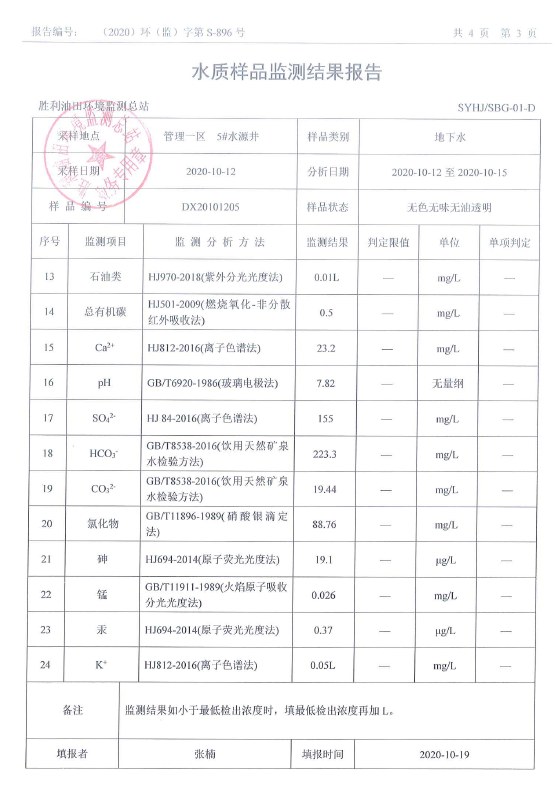 报告编号： （2020）环（监）字第 S-896 号 共 4 页 第 3 页
水质样品监测结果报告
胜利油田环境监测总站 SYHJ/SBG-01-D
采样地点 管理一区 5#水源井 样品类别 地下水
采样日期 2020-10-12 分折日期 2020-10-12 至 2020-10-15
样品编号 DX20101205 样品状态 无色无味无油透明
序号 监测项目 监测分析方法 监测结果 判定限值 单位 单项判定
13 石油类 HJ970-2018(紫外分光光度法) 0.01L — mg/L —
14 总有机碳 HJ501-2009(燃烧氧化-非分散
红外吸收法) 0.5 — mg/L —
15 Ca²⁺ HJ812-2016(离子色谱法) 23.2 — mg/L —
16 pH GB/T6920-1986(玻璃电极法) 7.82 — 无量纲 —
17 SO₄²⁻ HJ 84-2016(离子色谱法) 155 — mg/L —
18 HCO₃⁻ GB/T8538-2016(饮用天然矿泉
水检验方法) 223.3 — mg/L —
19 CO₃²⁻ GB/T8538-2016(饮用天然矿泉
水检验方法) 19.44 — mg/L —
20 氯化物 GB/T11896-1989(硝酸银滴定
法) 88.76 — mg/L —
21 砷 HJ694-2014(原子荧光光度法) 19.1 — μg/L —
22 锰 GB/T11911-1989(火焰原子吸收
分光光度法) 0.026 — mg/L —
23 汞 HJ694-2014(原子荧光光度法) 0.37 — μg/L —
24 K⁺ HJ812-2016(离子色谱法) 0.05L — mg/L —
备注 监测结果如小于最低检出浓度时，填最低检出浓度再加 L。
填报者 张楠 填报时间 2020-10-19